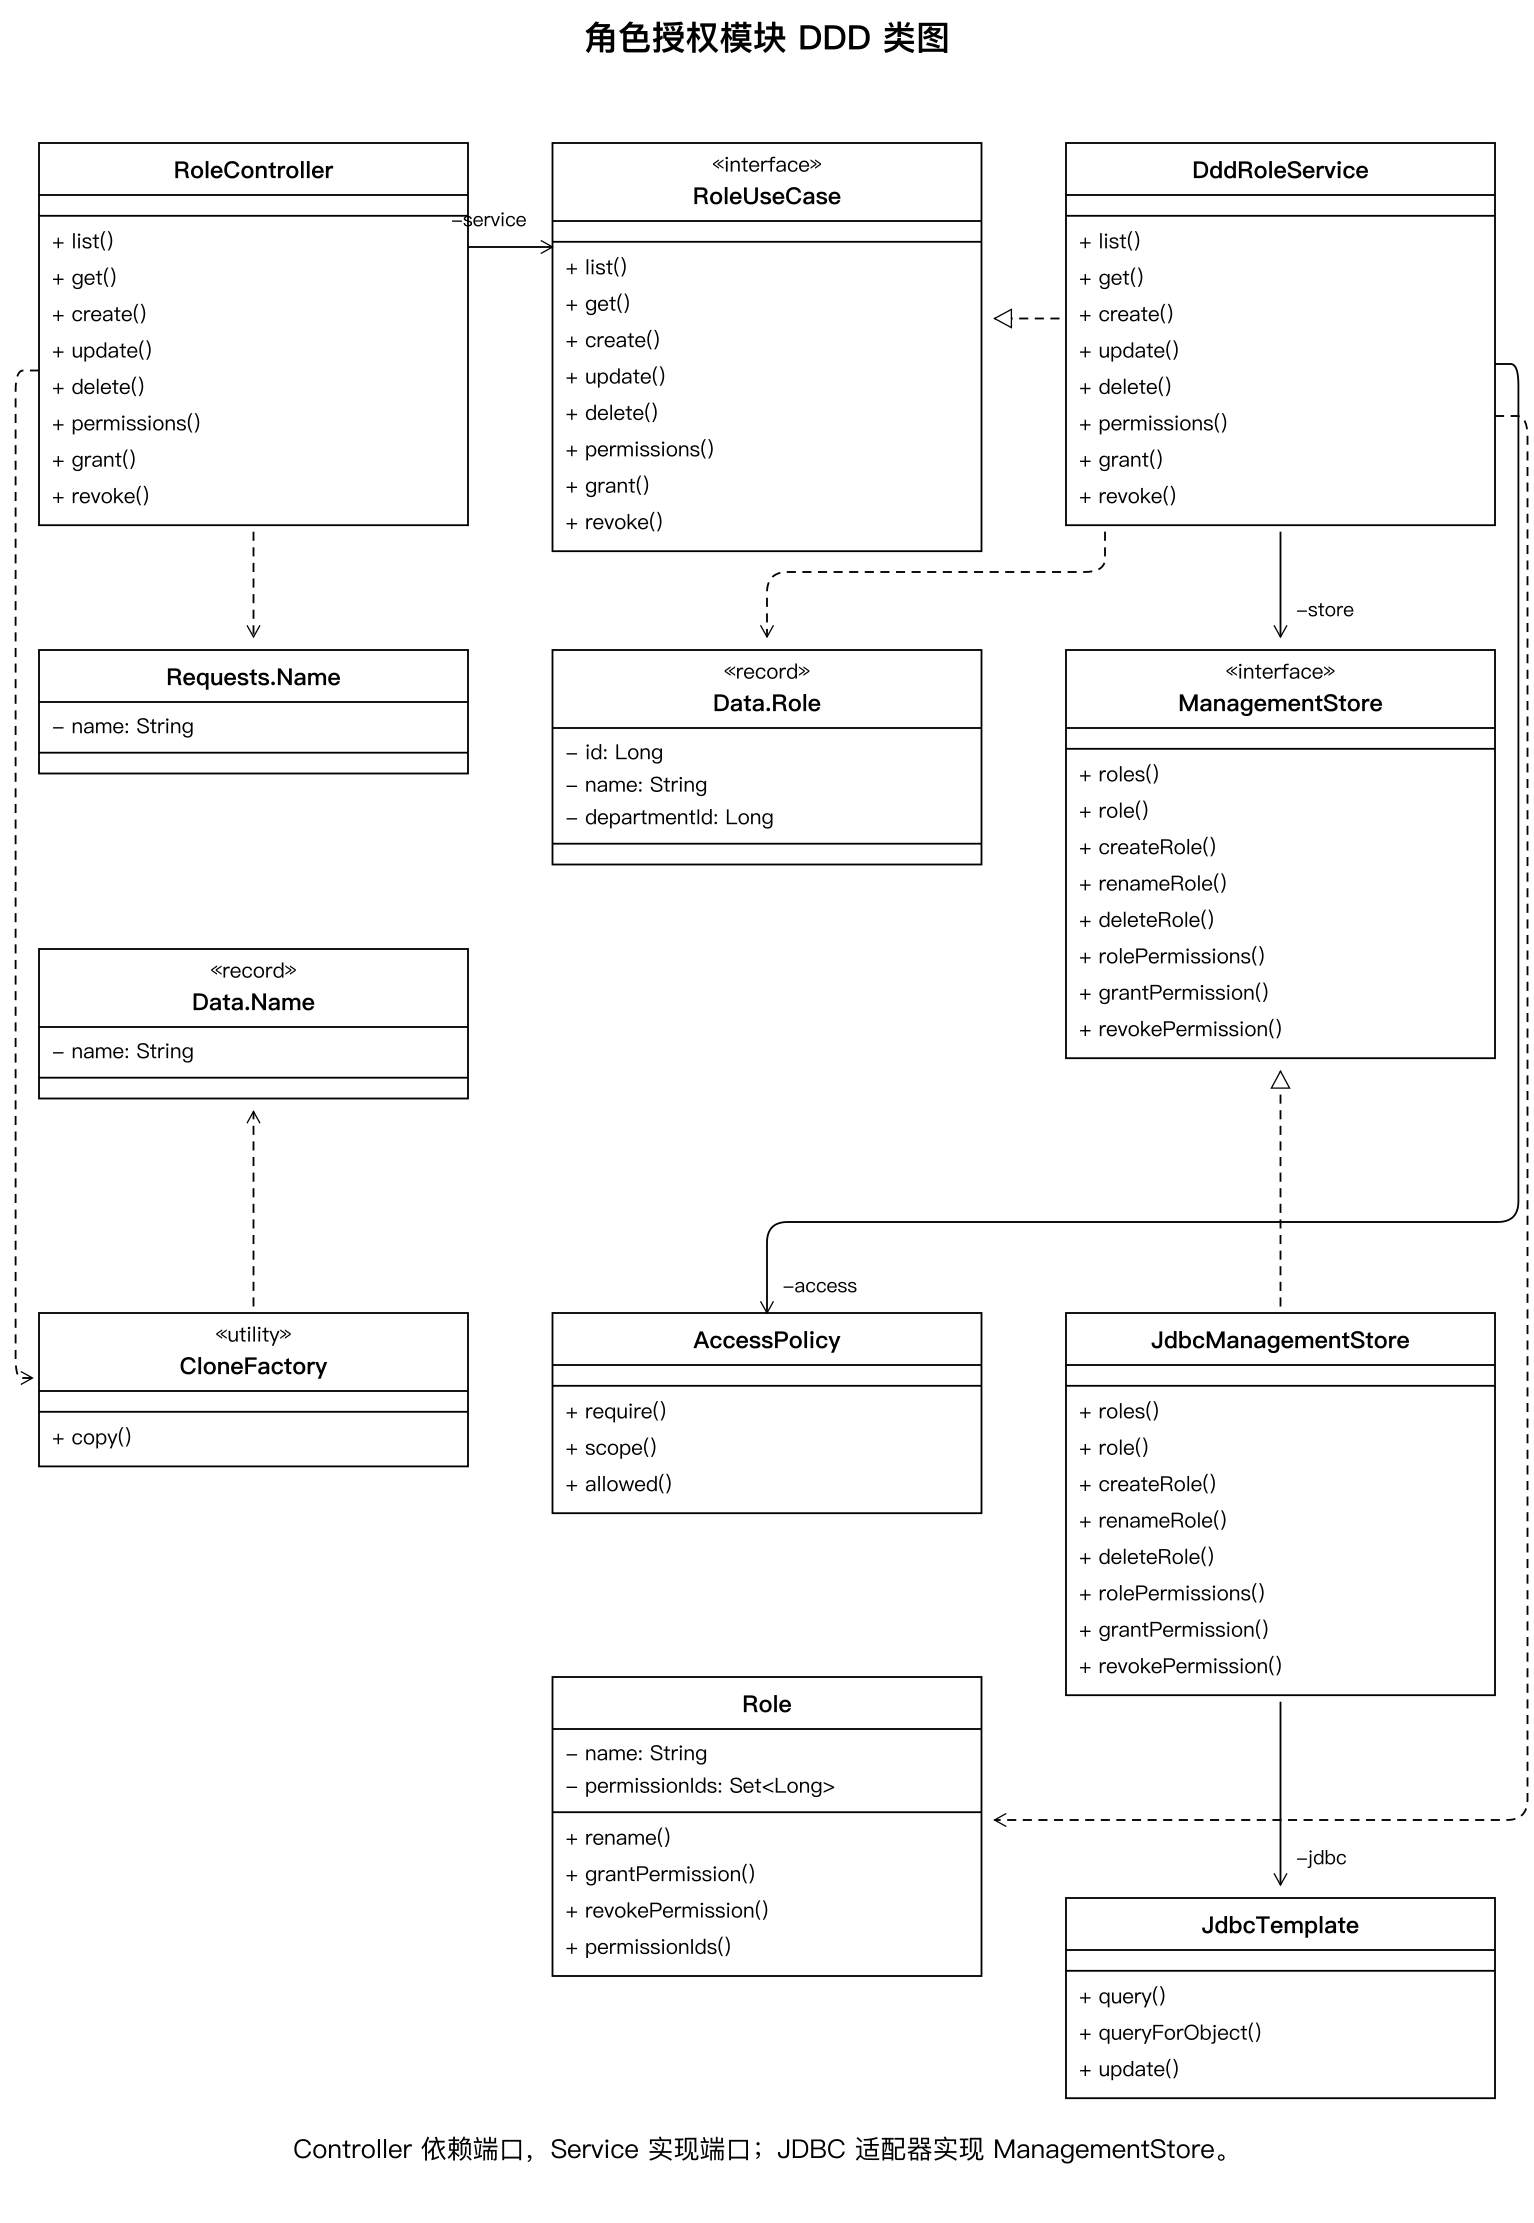 角色授权模块 DDD 类图
RoleController
+ list()
+ get()
+ create()
+ update()
+ delete()
+ permissions()
+ grant()
+ revoke()
–service
«interface»
RoleUseCase
+ list()
+ get()
+ create()
+ update()
+ delete()
+ permissions()
+ grant()
+ revoke()
DddRoleService
+ list()
+ get()
+ create()
+ update()
+ delete()
+ permissions()
+ grant()
+ revoke()
–store
Requests.Name
– name: String
«record»
Data.Role
– id: Long
– name: String
– departmentId: Long
«interface»
ManagementStore
+ roles()
+ role()
+ createRole()
+ renameRole()
+ deleteRole()
+ rolePermissions()
+ grantPermission()
+ revokePermission()
«record»
Data.Name
– name: String
–access
«utility»
CloneFactory
+ copy()
AccessPolicy
+ require()
+ scope()
+ allowed()
JdbcManagementStore
+ roles()
+ role()
+ createRole()
+ renameRole()
+ deleteRole()
+ rolePermissions()
+ grantPermission()
+ revokePermission()
Role
– name: String
– permissionIds: Set<Long>
+ rename()
+ grantPermission()
+ revokePermission()
+ permissionIds()
–jdbc
JdbcTemplate
+ query()
+ queryForObject()
+ update()
Controller 依赖端口，Service 实现端口；JDBC 适配器实现 ManagementStore。